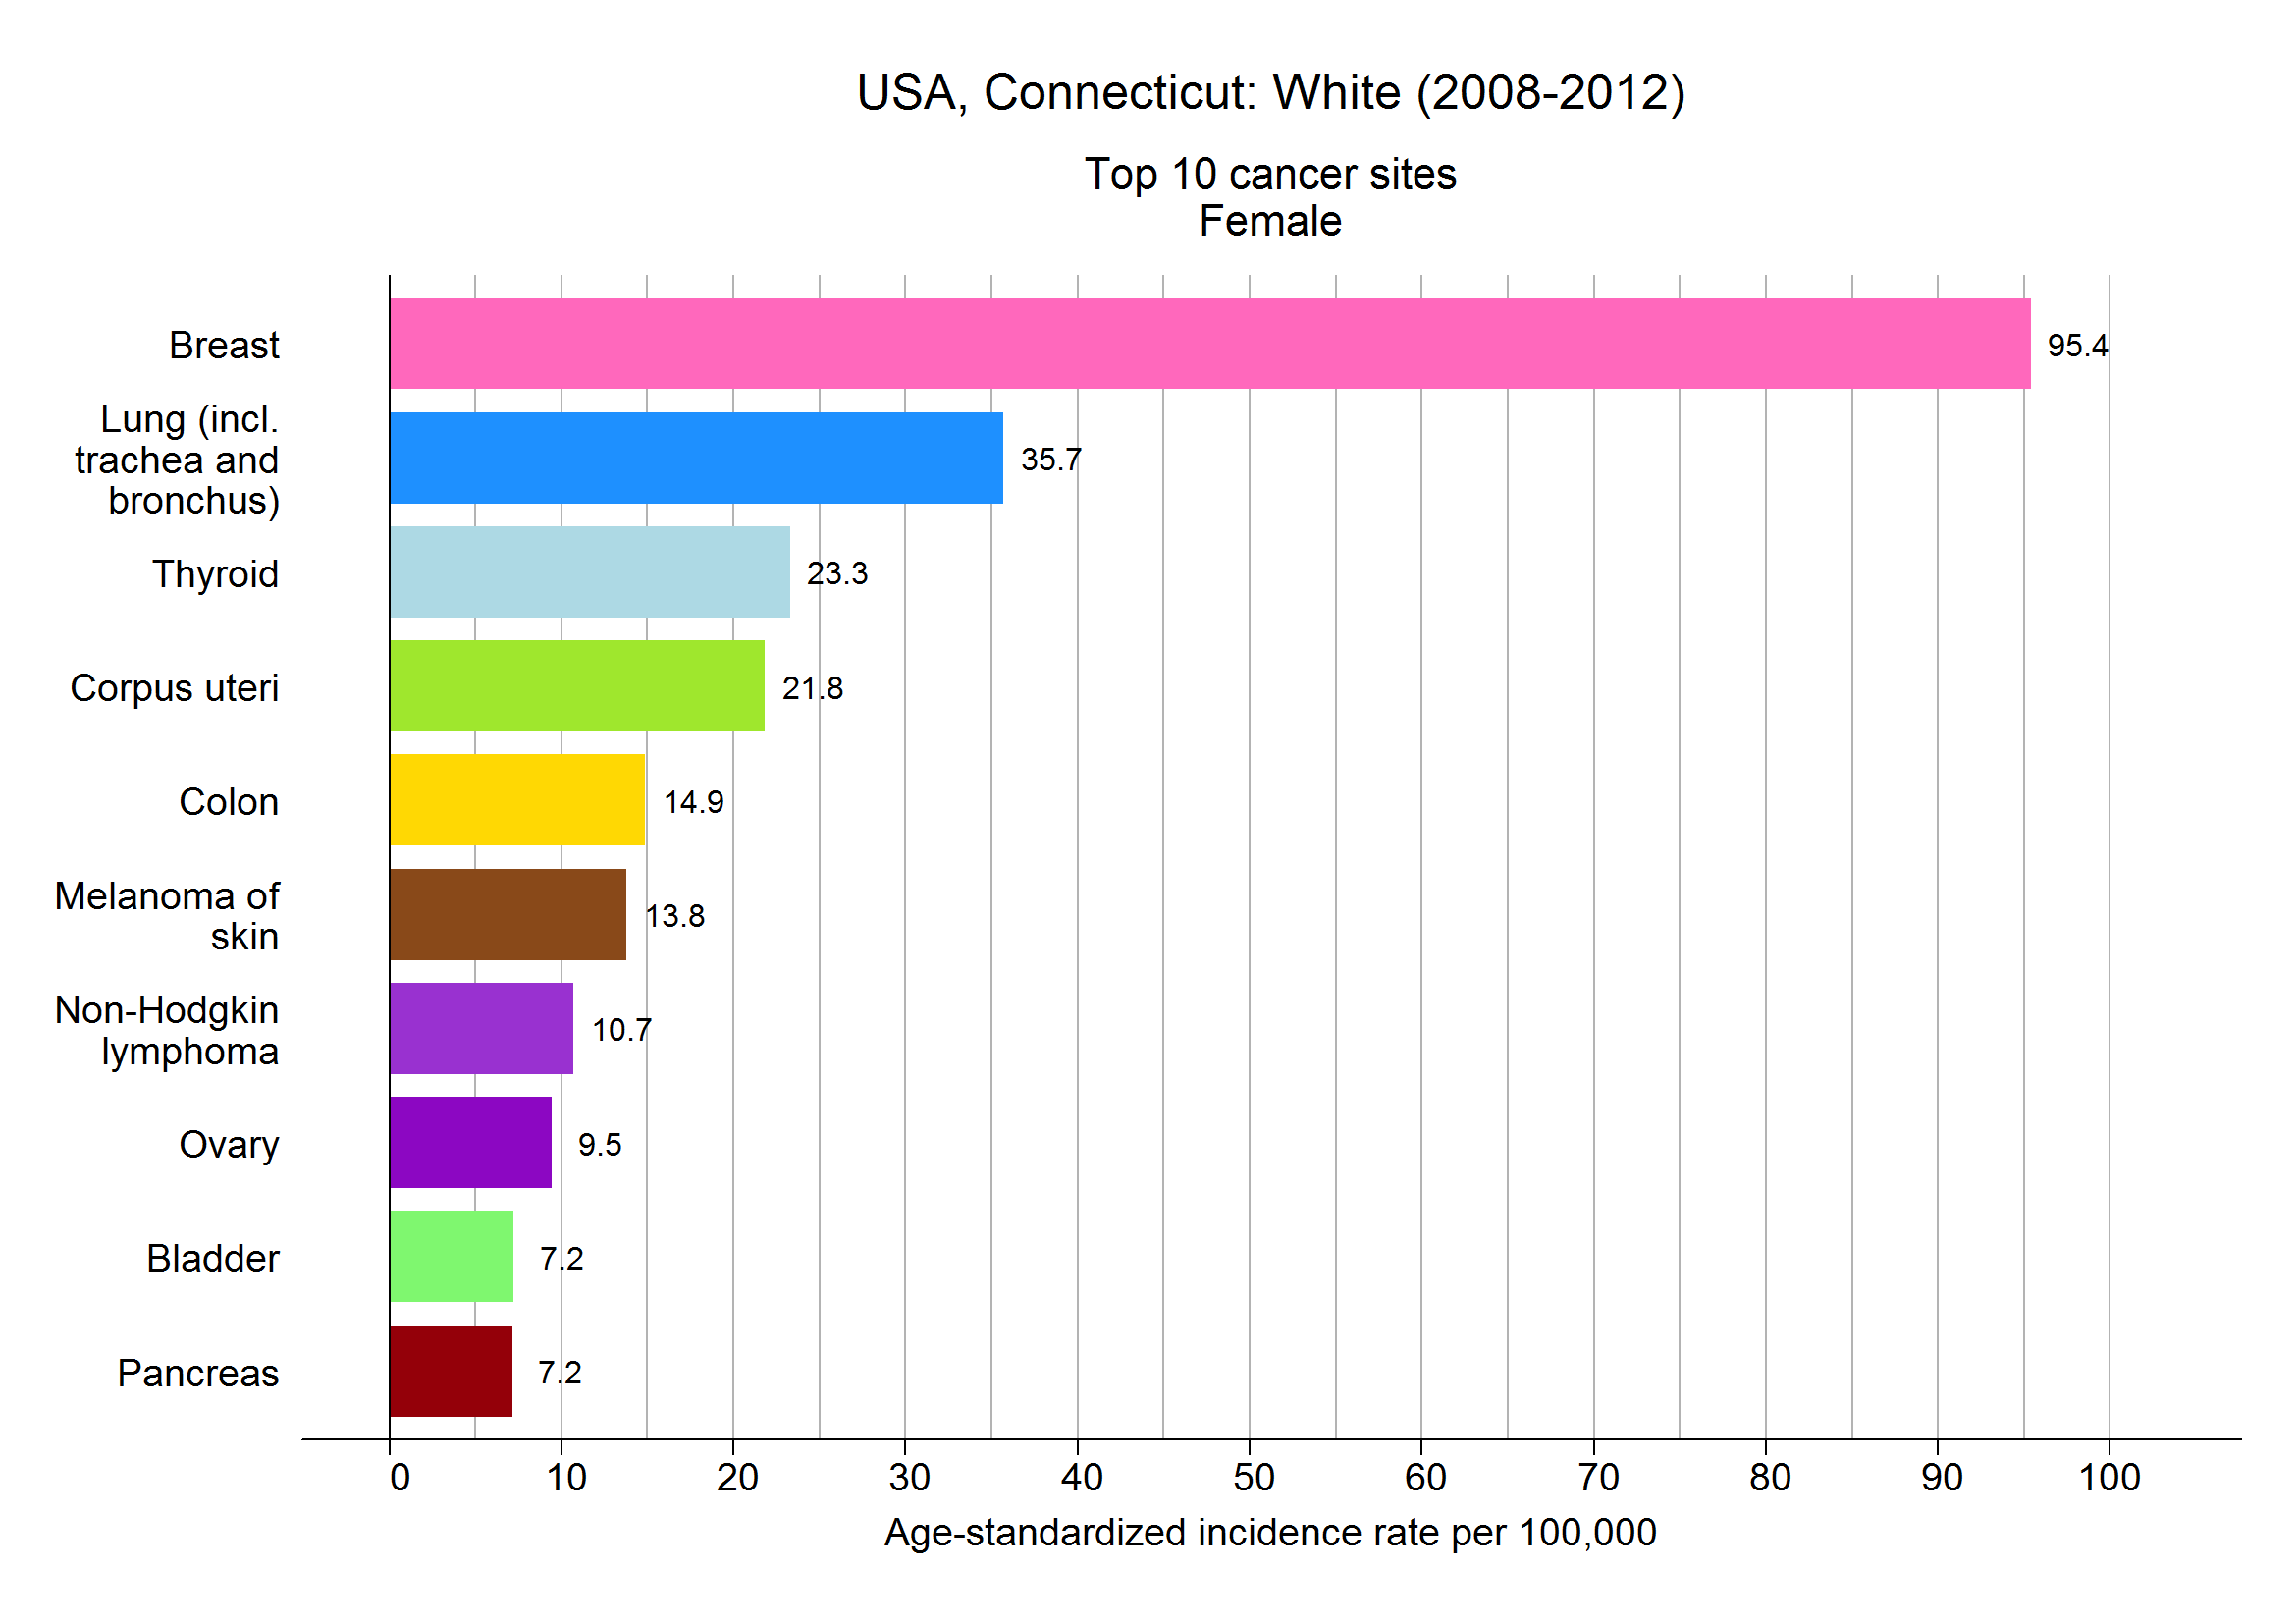 USA, Connecticut: White (2008-2012)
Top 10 cancer sites
Female
Breast
95.4
Lung (incl.
trachea and
bronchus)
35.7
Thyroid
23.3
Corpus uteri
21.8
Colon
14.9
Melanoma of
skin
13.8
Non-Hodgkin
lymphoma
10.7
Ovary
9.5
Bladder
7.2
Pancreas
7.2
0 10 20 30 40 50 60 70 80 90 100
Age-standardized incidence rate per 100,000